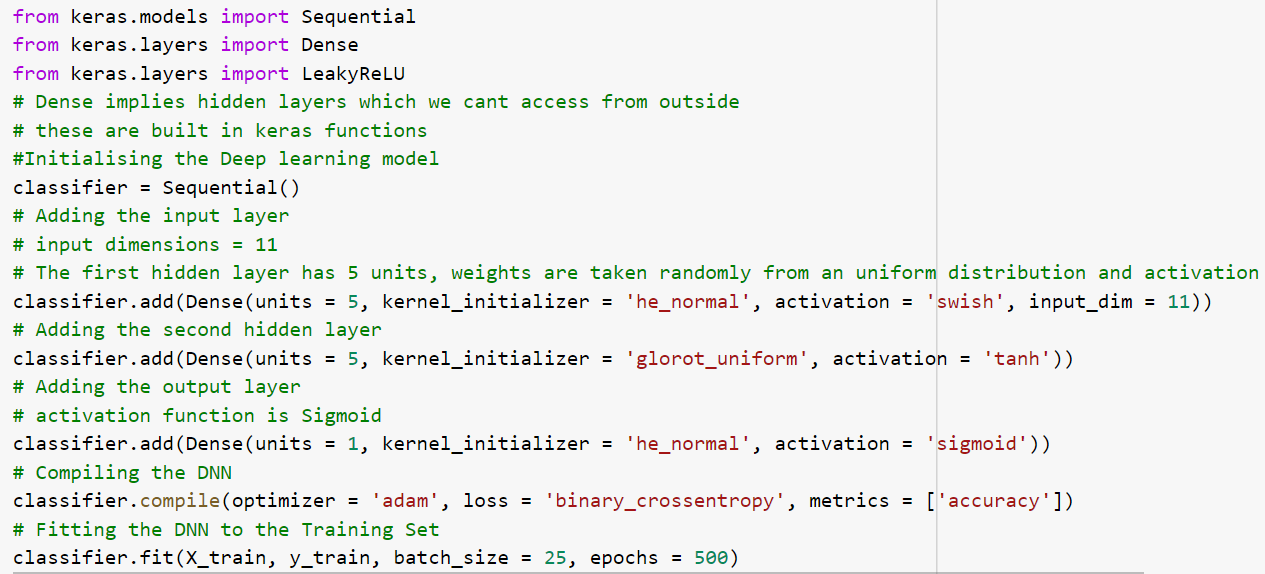 from keras.models import Sequential
from keras.layers import Dense
from keras.layers import LeakyReLU
# Dense implies hidden layers which we cant access from outside
# these are built in keras functions
#Initialising the Deep learning model
classifier = Sequential()
# Adding the input layer
# input dimensions = 11
# The first hidden layer has 5 units, weights are taken randomly from an uniform distribution and activation
classifier.add(Dense(units = 5, kernel_initializer = 'he_normal', activation = 'swish', input_dim = 11))
# Adding the second hidden layer
classifier.add(Dense(units = 5, kernel_initializer = 'glorot_uniform', activation = 'tanh'))
# Adding the output layer
# activation function is Sigmoid
classifier.add(Dense(units = 1, kernel_initializer = 'he_normal', activation = 'sigmoid'))
# Compiling the DNN
classifier.compile(optimizer = 'adam', loss = 'binary_crossentropy', metrics = ['accuracy'])
# Fitting the DNN to the Training Set
classifier.fit(X_train, y_train, batch_size = 25, epochs = 500)